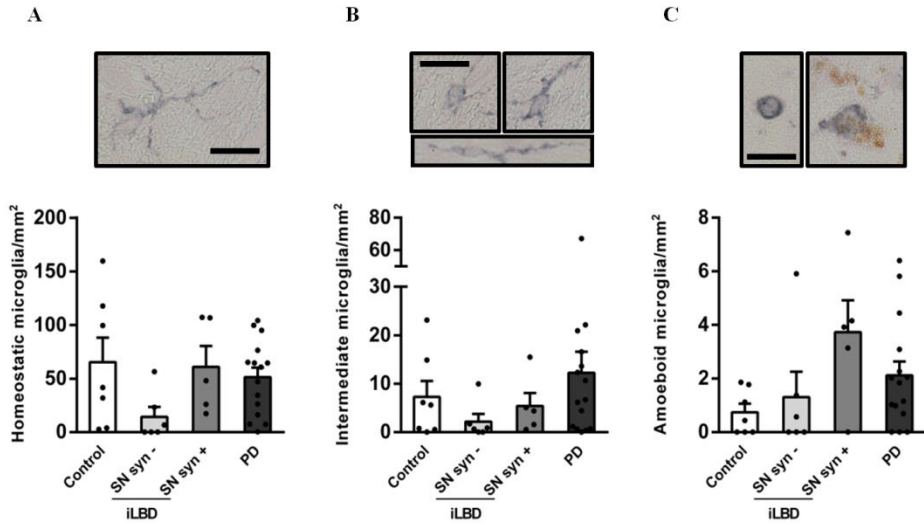 A
B
C
Homeostatic microglia/mm²
200
150
100
50
0
Control
SN syn -
SN syn +
PD
iLBD
Intermediate microglia/mm²
80
60
30
20
10
0
Control
SN syn -
SN syn +
PD
iLBD
Amoeboid microglia/mm²
8
6
4
2
0
Control
SN syn -
SN syn +
PD
iLBD